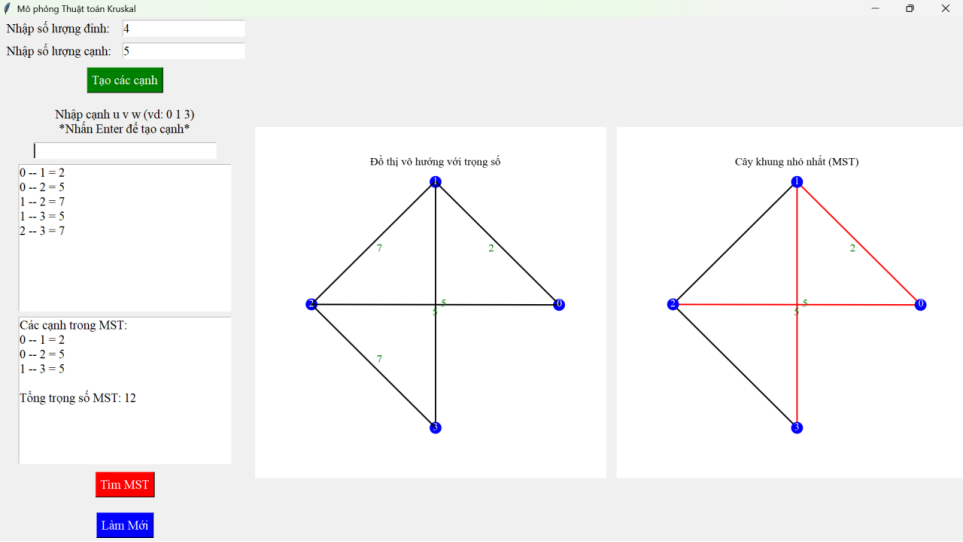 Mô phỏng Thuật toán Kruskal
Nhập số lượng đỉnh: 4
Nhập số lượng cạnh: 5
Tạo các cạnh
Nhập cạnh u v w (vd: 0 1 3)
*Nhấn Enter để tạo cạnh*
0 -- 1 = 2
0 -- 2 = 5
1 -- 2 = 7
1 -- 3 = 5
2 -- 3 = 7
Các cạnh trong MST:
0 -- 1 = 2
0 -- 2 = 5
1 -- 3 = 5
Tổng trọng số MST: 12
Tìm MST
Làm Mới
Đồ thị vô hướng với trọng số
1
7
2
2
5
0
5
7
3
Cây khung nhỏ nhất (MST)
1
2
2
5
0
5
3